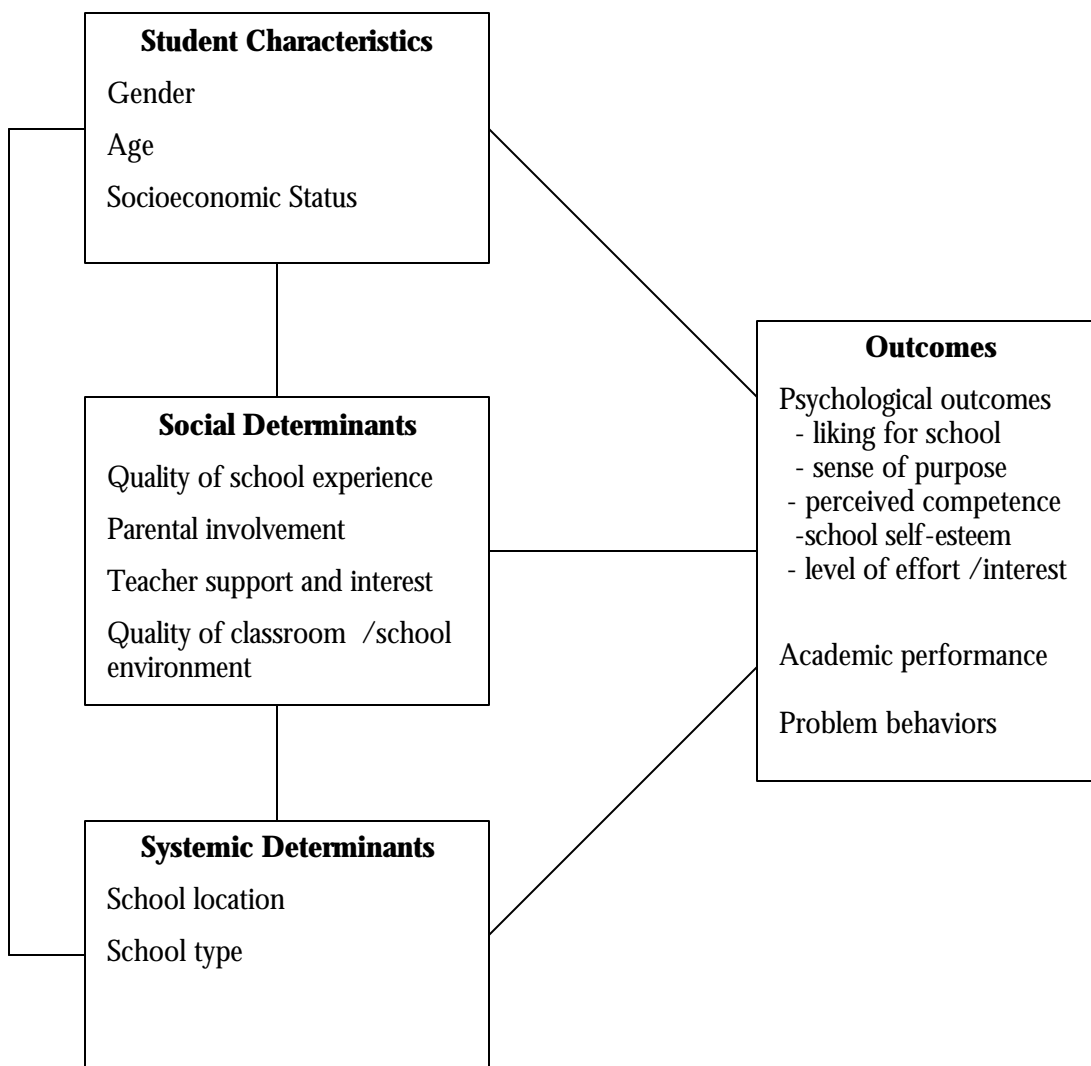 Student Characteristics
Gender
Age
Socioeconomic Status
Social Determinants
Quality of school experience
Parental involvement
Teacher support and interest
Quality of classroom /school
environment
Systemic Determinants
School location
School type
Outcomes
Psychological outcomes
- liking for school
- sense of purpose
- perceived competence
-school self-esteem
- level of effort /interest
Academic performance
Problem behaviors